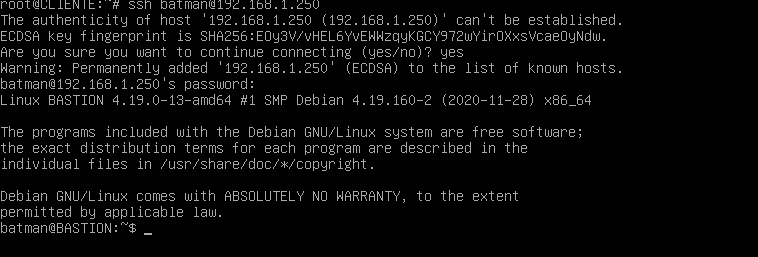 root@CLIENTE:~# ssh batman@192.168.1.250
The authenticity of host '192.168.1.250 (192.168.1.250)' can't be established.
ECDSA key fingerprint is SHA256:EOy3V/vHEL6YvEWWzqyKGCY972wYirOXxsVcaeOyNdw.
Are you sure you want to continue connecting (yes/no)? yes
Warning: Permanently added '192.168.1.250' (ECDSA) to the list of known hosts.
batman@192.168.1.250's password:
Linux BASTION 4.19.0-13-amd64 #1 SMP Debian 4.19.160-2 (2020-11-28) x86_64
The programs included with the Debian GNU/Linux system are free software;
the exact distribution terms for each program are described in the
individual files in /usr/share/doc/*/copyright.
Debian GNU/Linux comes with ABSOLUTELY NO WARRANTY, to the extent
permitted by applicable law.
batman@BASTION:~$ _